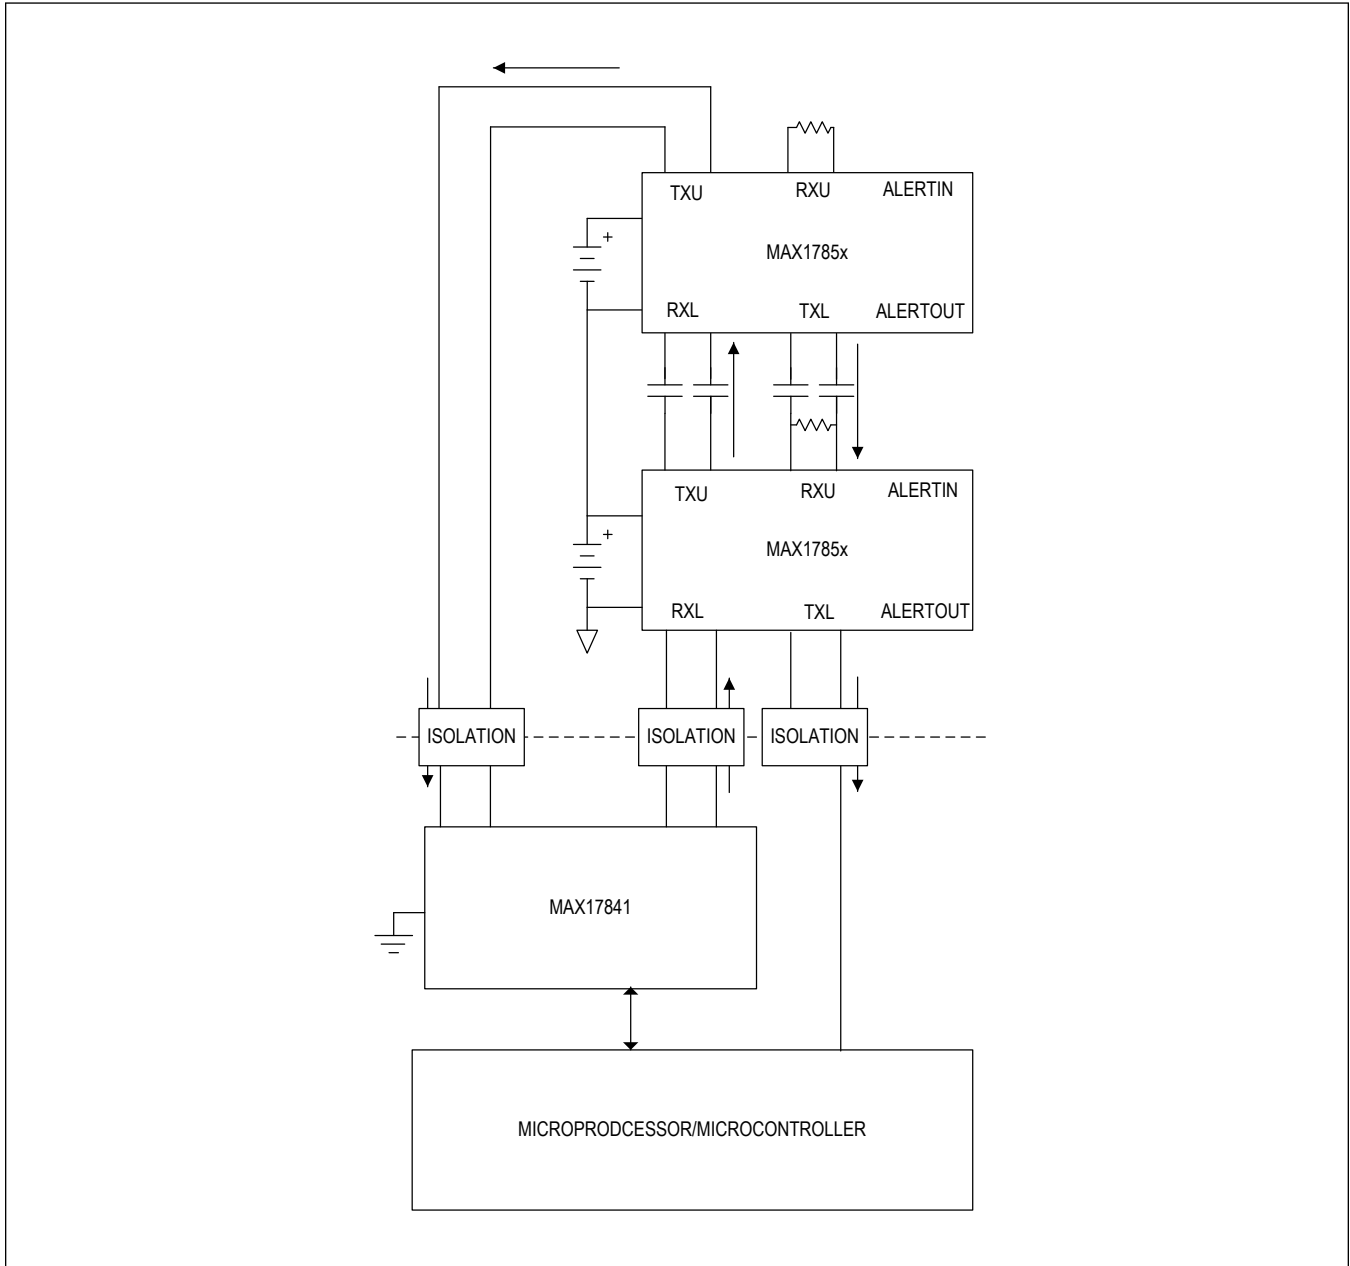 TXU RXU ALERTIN
MAX1785x
+
RXL TXL ALERTOUT
TXU RXU ALERTIN
MAX1785x
+
RXL TXL ALERTOUT
ISOLATION ISOLATION ISOLATION
MAX17841
MICROPRODCESSOR/MICROCONTROLLER